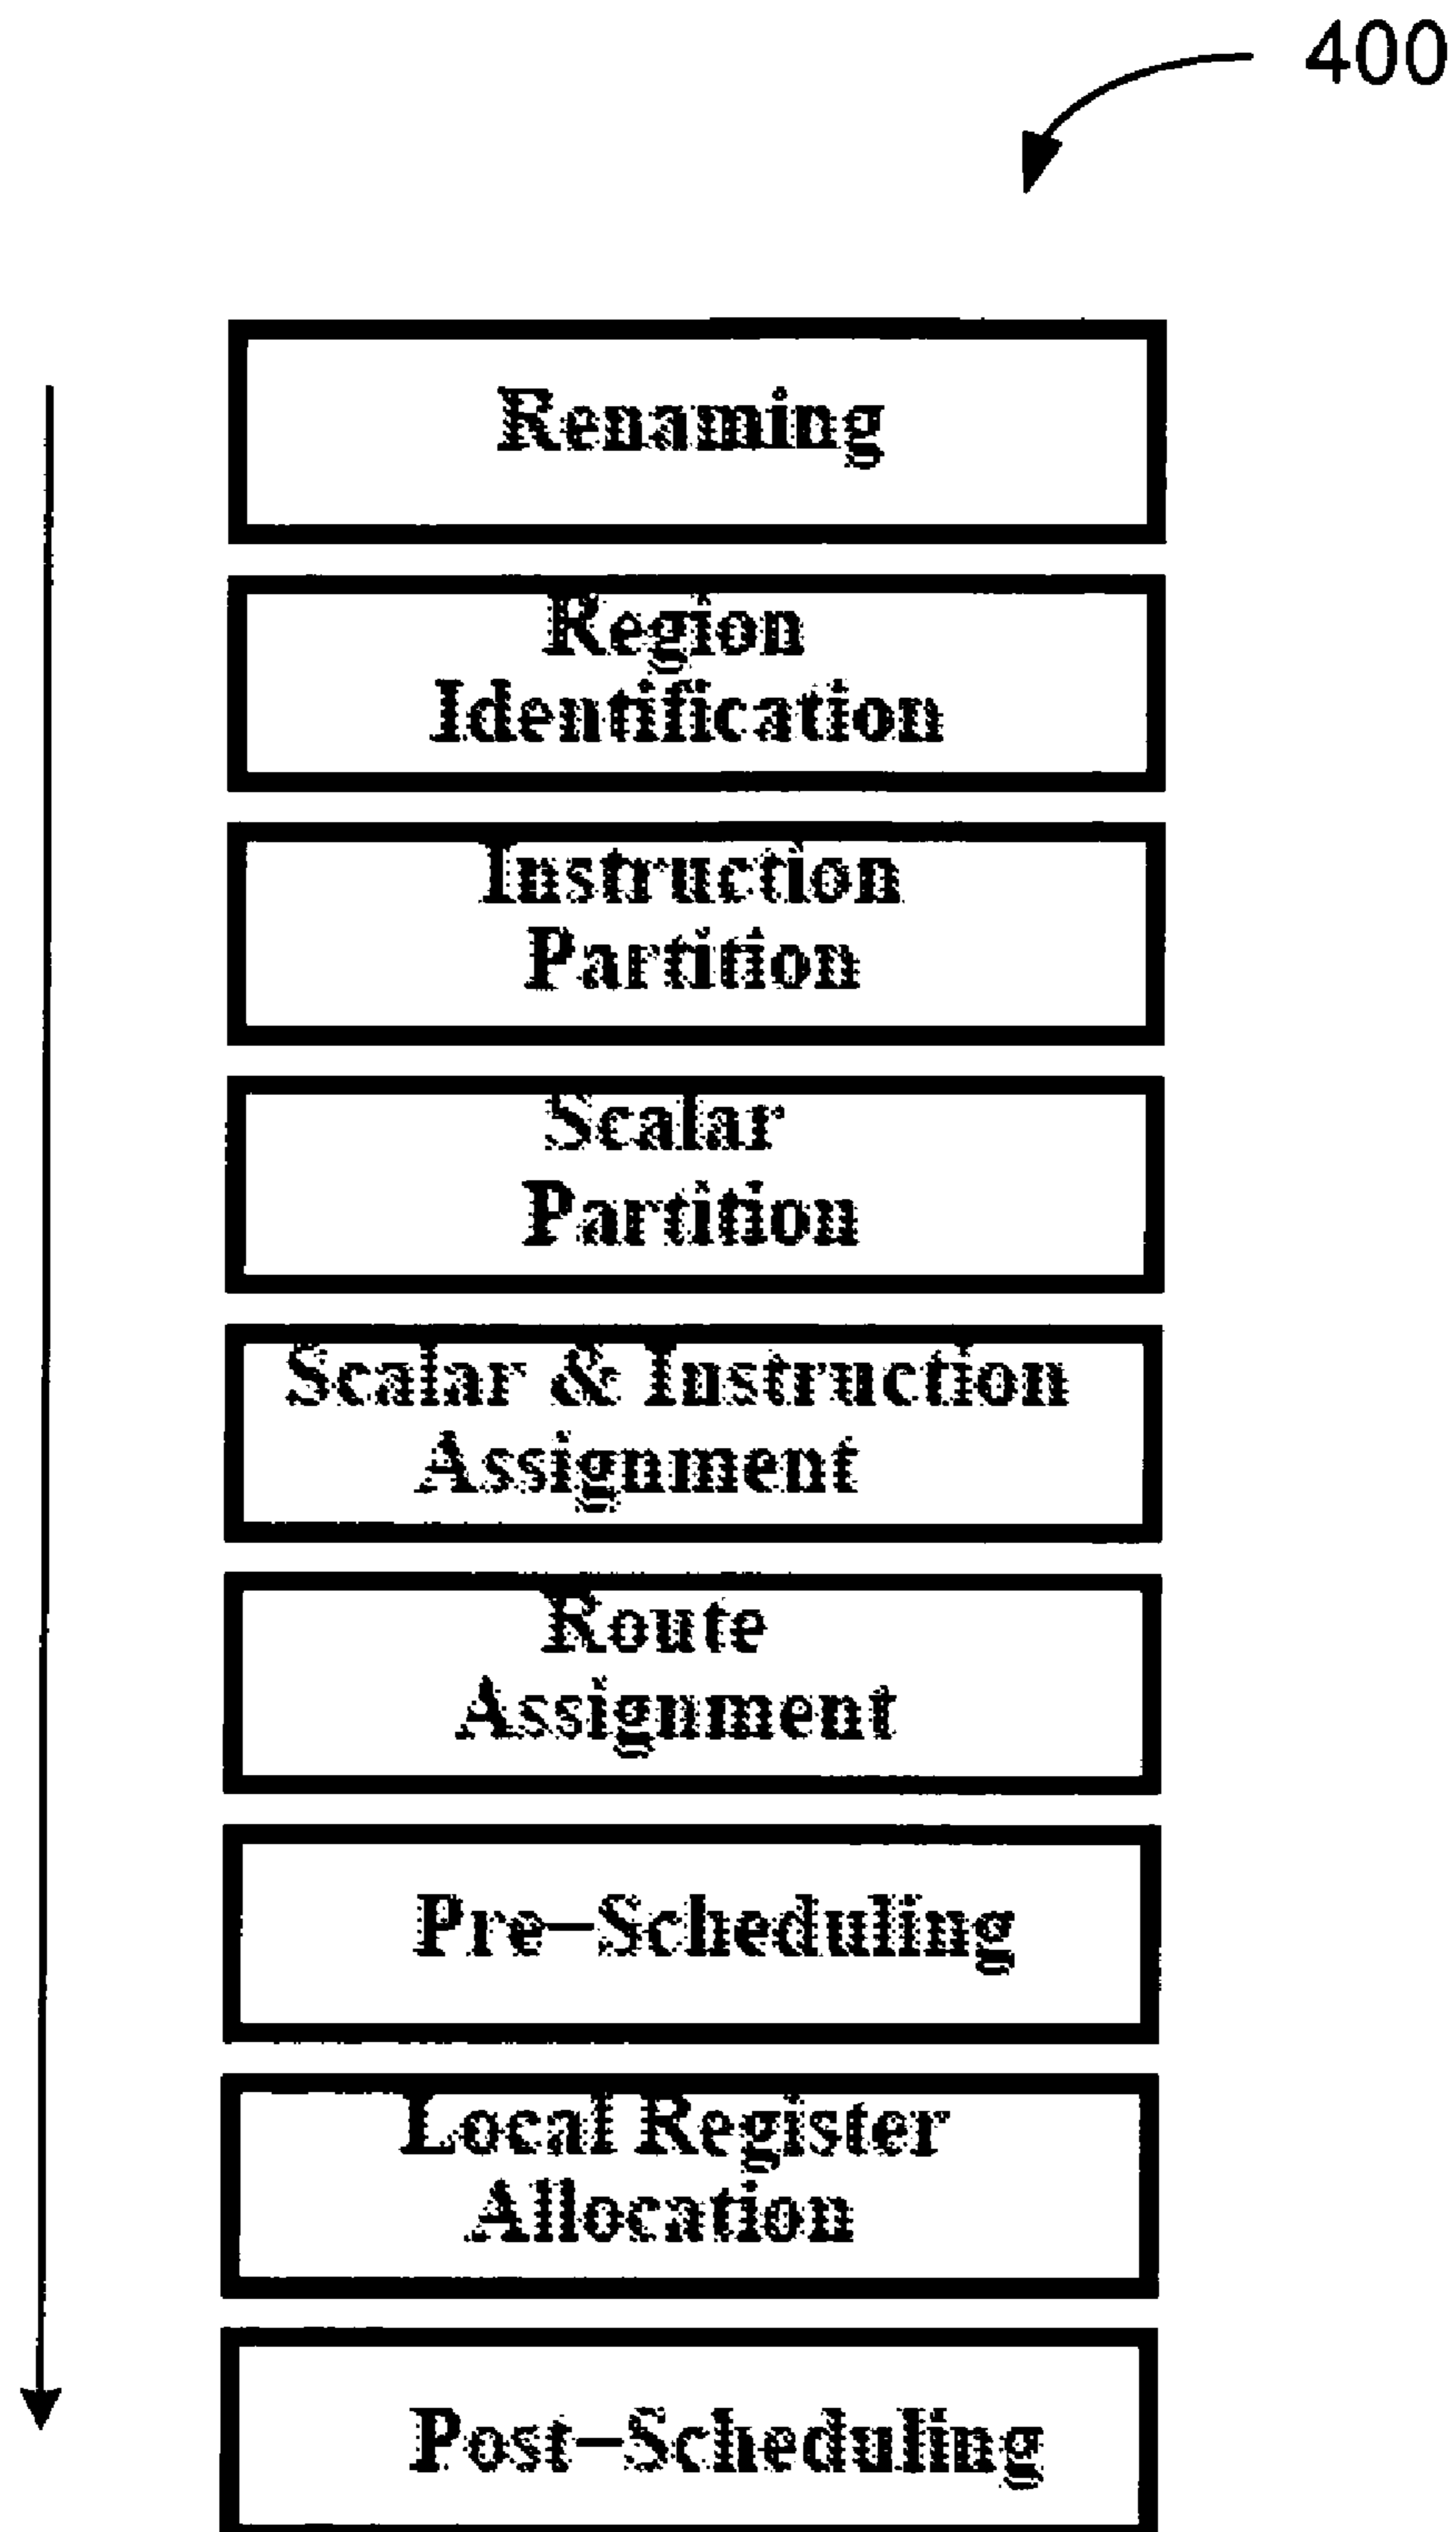 400
Renaming
Region
Identification
Instruction
Partition
Scalar
Partition
Scalar & Instruction
Assignment
Route
Assignment
Pre–Scheduling
Local Register
Allocation
Post–Scheduling